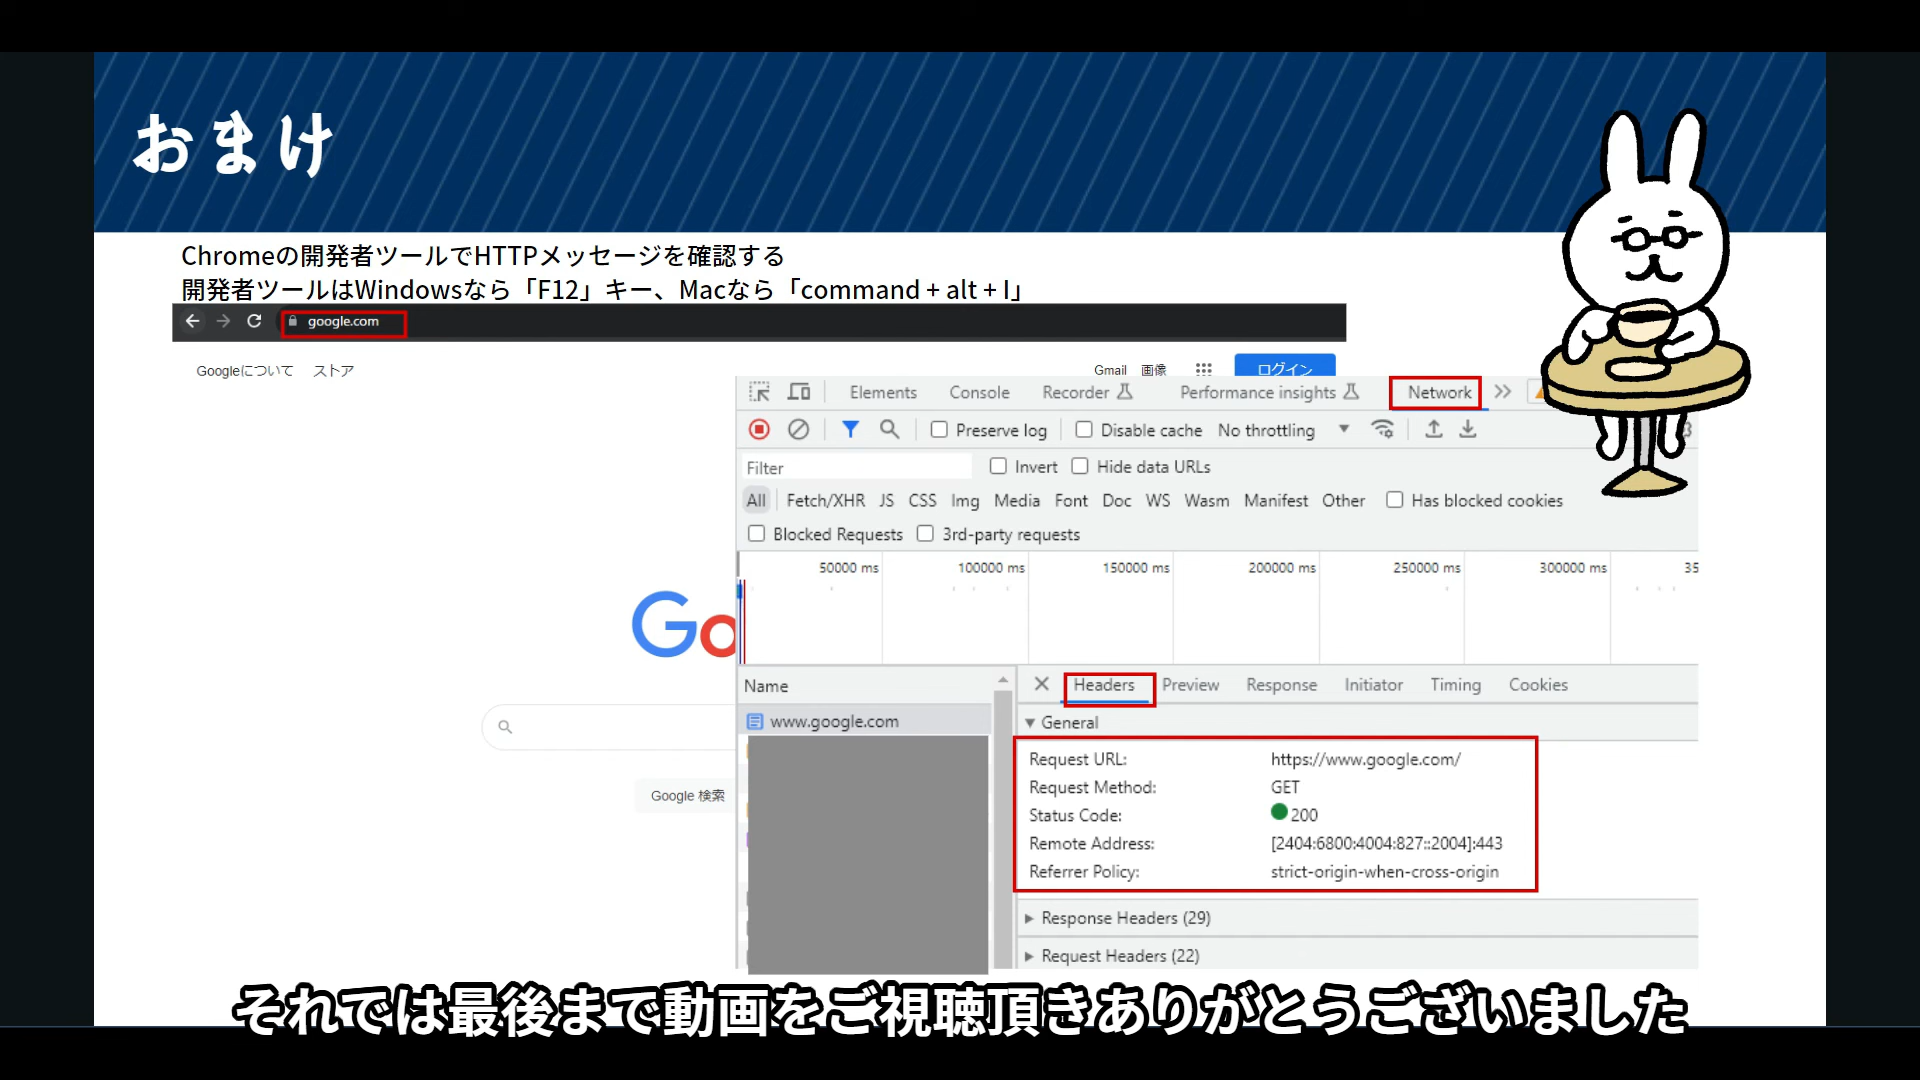 おまけ
Chromeの開発者ツールでHTTPメッセージを確認する
開発者ツールはWindowsなら「F12」キー、Macなら「command + alt + I」
google.com
Googleについて ストア
Gmail 画像 ログイン
Elements Console Recorder Performance insights Network
Preserve log Disable cache No throttling
Filter Invert Hide data URLs
All Fetch/XHR JS CSS Img Media Font Doc WS Wasm Manifest Other Has blocked cookies
Blocked Requests 3rd-party requests
50000 ms 100000 ms 150000 ms 200000 ms 250000 ms 300000 ms 35
Go
Google 検索
Name
www.google.com
Headers Preview Response Initiator Timing Cookies
General
Request URL: https://www.google.com/
Request Method: GET
Status Code: 200
Remote Address: [2404:6800:4004:827::2004]:443
Referrer Policy: strict-origin-when-cross-origin
Response Headers (29)
Request Headers (22)
それでは最後まで動画をご視聴頂きありがとうございました